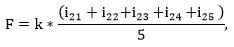 F = k * (i₂₁ + i₂₂+i₂₃ +i₂₄ +i₂₅ ) / 5,